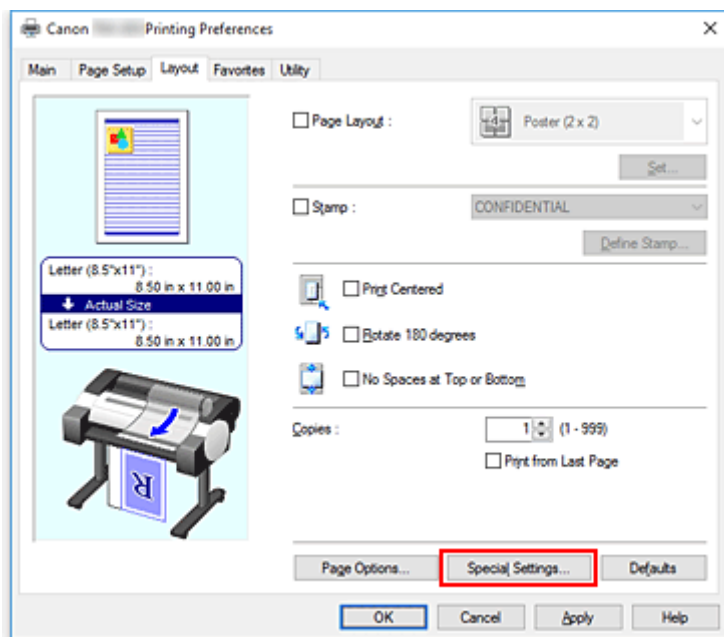 Canon Printing Preferences
Main Page Setup Layout Favorites Utility
Page Layout : Poster (2 x 2)
Set...
Stamp : CONFIDENTIAL
Define Stamp...
Letter (8.5"x11") :
8.50 in x 11.00 in
Actual Size
Letter (8.5"x11") :
8.50 in x 11.00 in
Print Centered
Rotate 180 degrees
No Spaces at Top or Bottom
Copies : 1 (1 - 999)
Print from Last Page
R
Page Options... Special Settings... Defaults
OK Cancel Apply Help